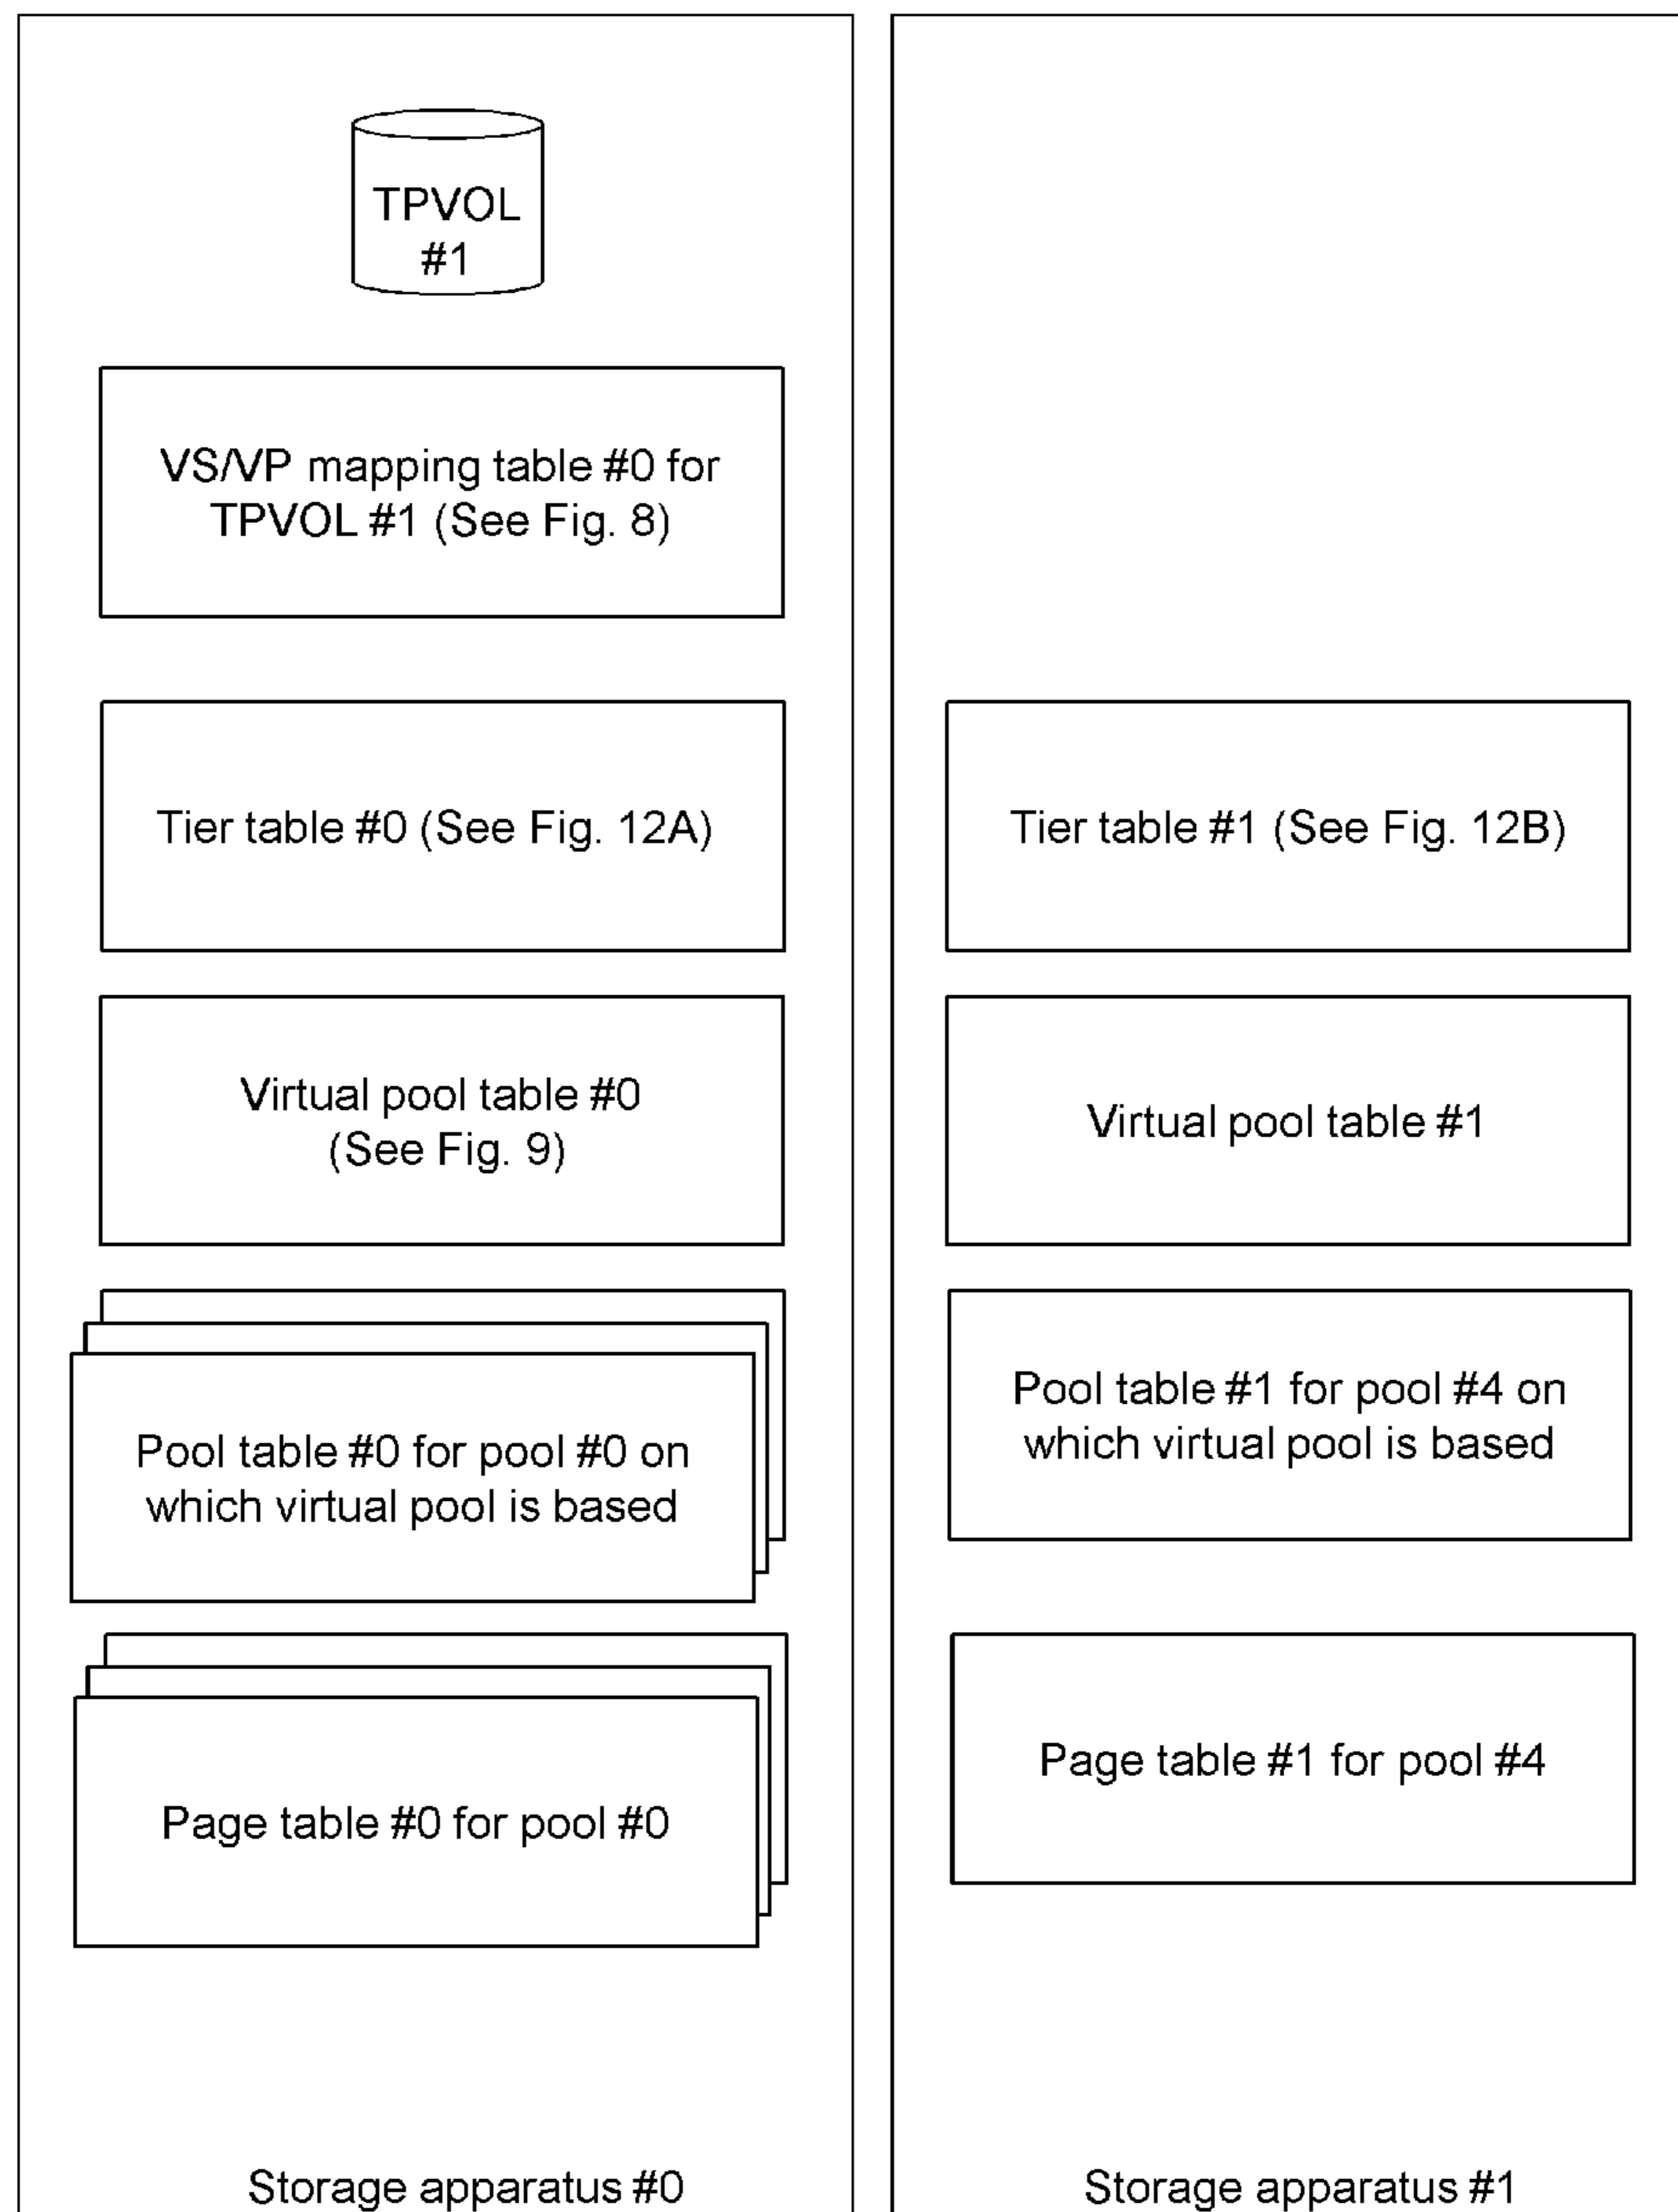 TPVOL
#1
VS/VP mapping table #0 for
TPVOL #1 (See Fig. 8)
Tier table #0 (See Fig. 12A)
Virtual pool table #0
(See Fig. 9)
Pool table #0 for pool #0 on
which virtual pool is based
Page table #0 for pool #0
Storage apparatus #0
Tier table #1 (See Fig. 12B)
Virtual pool table #1
Pool table #1 for pool #4 on
which virtual pool is based
Page table #1 for pool #4
Storage apparatus #1